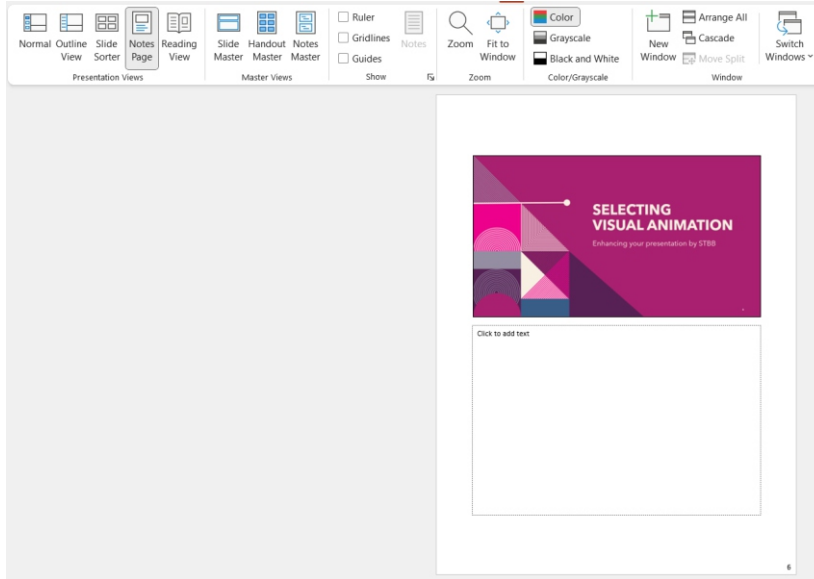 Normal Outline View Slide Sorter Notes Page Reading View
Presentation Views
Slide Master Handout Master Notes Master
Master Views
Ruler
Gridlines
Guides
Notes
Show
Zoom Fit to Window
Zoom
Color
Grayscale
Black and White
Color/Grayscale
New Window
Arrange All
Cascade
Move Split
Switch Windows
Window
SELECTING
VISUAL ANIMATION
Enhancing your presentation by STBB
Click to add text
6